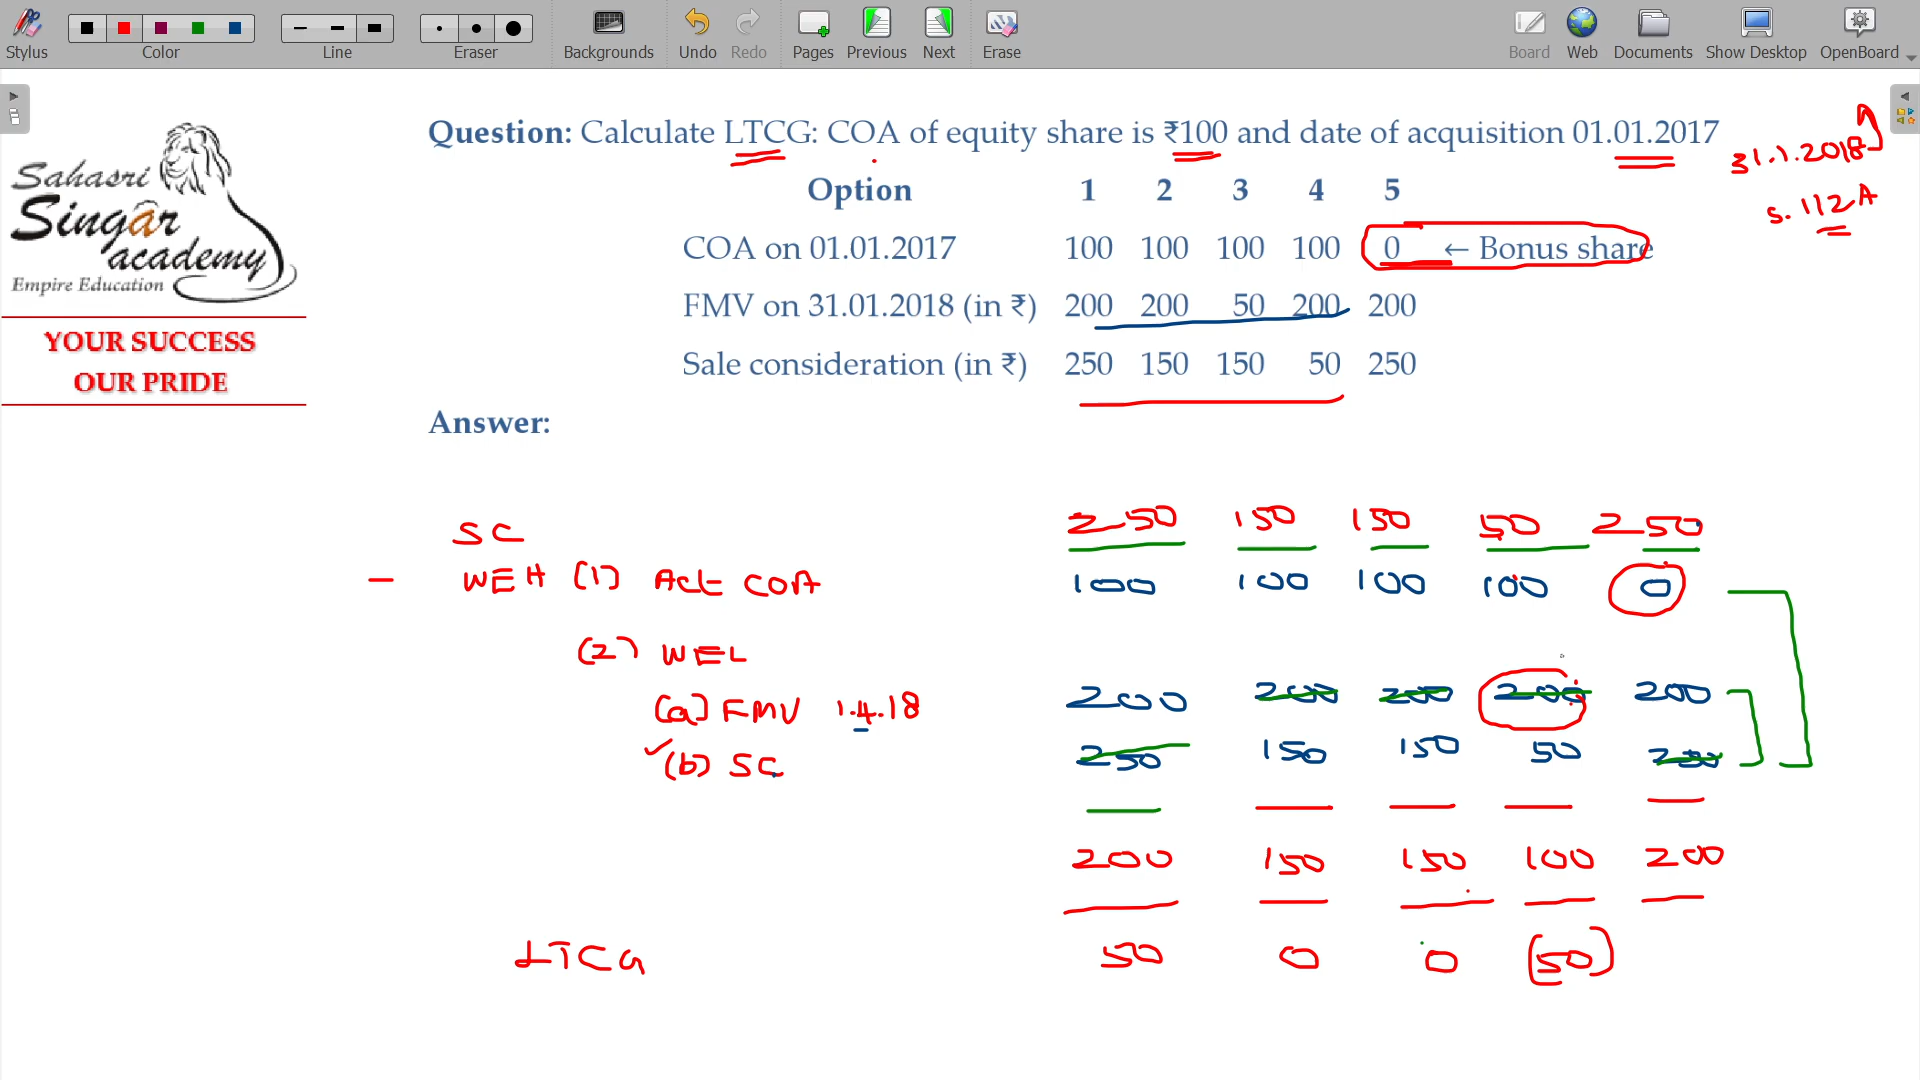 Stylus Color Line Eraser Backgrounds Undo Redo Pages Previous Next Erase Board Web Documents Show Desktop OpenBoard
Sahasri
Singar
academy
Empire Education
YOUR SUCCESS
OUR PRIDE
Question: Calculate LTCG: COA of equity share is ₹100 and date of acquisition 01.01.2017
31.1.2018
S. 112A
Option 1 2 3 4 5
COA on 01.01.2017 100 100 100 100 0 ← Bonus share
FMV on 31.01.2018 (in ₹) 200 200 50 200 200
Sale consideration (in ₹) 250 150 150 50 250
Answer:
SC 250 150 150 50 250
— WEH (1) Act COA 100 100 100 100 0
(2) WEL
(a) FMV 1.4.18 200 200 200 200 200
(b) SC 250 150 150 50 250
200 150 150 100 200
LTCG 50 0 0 (50)